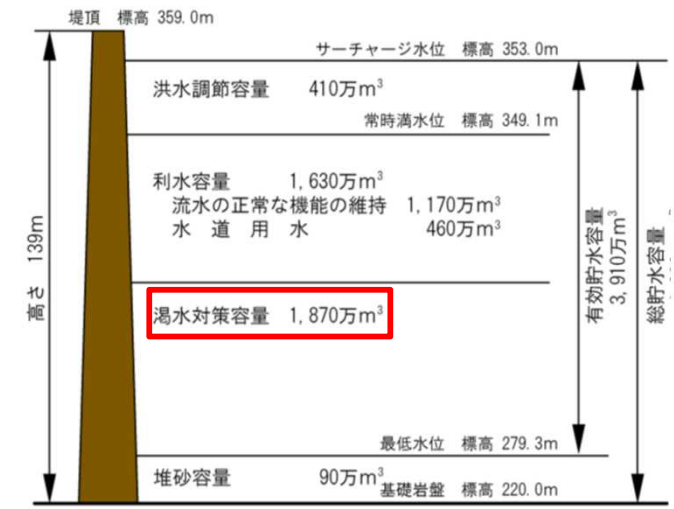 堤頂 標高 359.0m
サーチャージ水位 標高 353.0m
洪水調節容量 410万m³
常時満水位 標高 349.1m
利水容量 1,630万m³
流水の正常な機能の維持 1,170万m³
水道用水 460万m³
渇水対策容量 1,870万m³
最低水位 標高 279.3m
堆砂容量 90万m³
基礎岩盤 標高 220.0m
高さ 139m
有効貯水容量
3,910万m³
総貯水容量